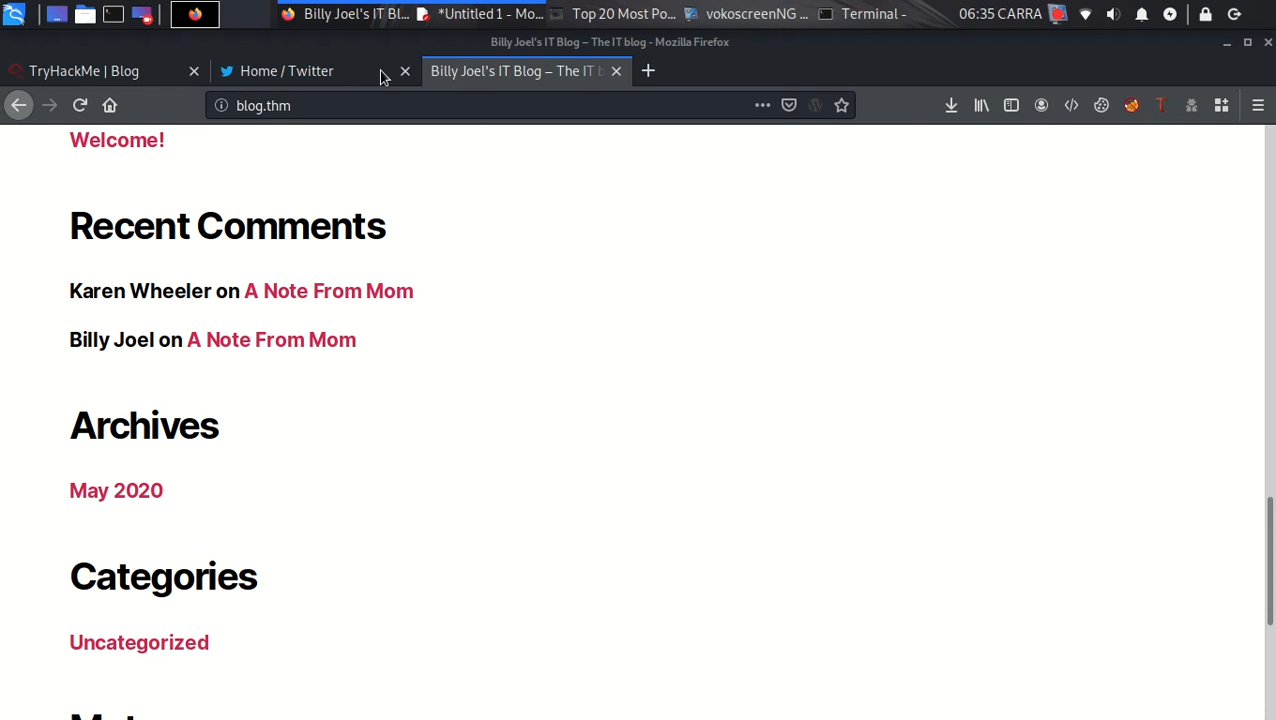 Billy Joel's IT Bl... *Untitled 1 - Mo... Top 20 Most Po... vokoscreenNG ... Terminal - 06:35 CARRA
Billy Joel's IT Blog – The IT blog - Mozilla Firefox
TryHackMe | Blog Home / Twitter Billy Joel's IT Blog – The IT b
blog.thm
Welcome!
Recent Comments
Karen Wheeler on A Note From Mom
Billy Joel on A Note From Mom
Archives
May 2020
Categories
Uncategorized